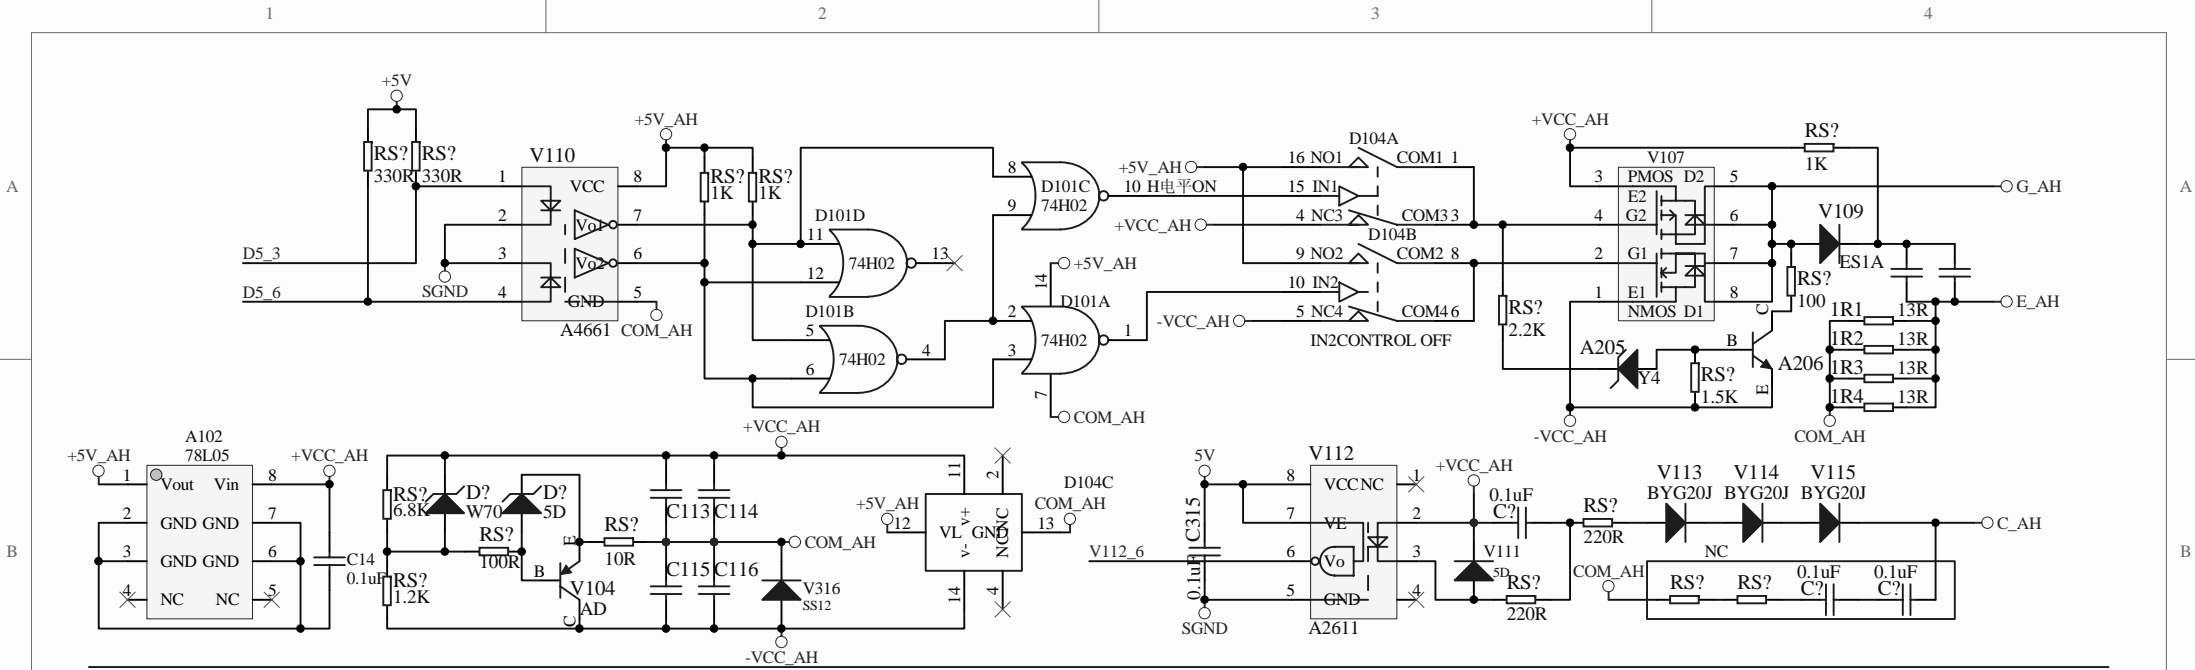 1 2 3 4
A A
B B
+5V
RS? RS?
330R 330R
D5_3
D5_6
SGND
V110
1 VCC 8
2 Vo1 7
3 Vo2 6
4 GND 5
A4661
COM_AH
+5V_AH
RS? RS?
1K 1K
D101D
11
12
74H02
13
D101B
5
6
74H02
4
8
9
D101C
74H02
10 H电平ON
14
+5V_AH
D101A
2
3
74H02
1
7
COM_AH
D104A
+5V_AH
16 NO1 COM1 1
15 IN1
+VCC_AH
4 NC3 COM3 3
D104B
9 NO2 COM2 8
10 IN2
-VCC_AH
5 NC4 COM4 6
IN2CONTROL OFF
+VCC_AH
RS?
1K
V107
3 PMOS D2 5
E2
4 G2 6
2 G1 7
1 E1 8
NMOS D1
G_AH
V109
ES1A
RS?
100
E_AH
RS?
2.2K
A205
Y4
RS?
1.5K
B
C
E
A206
-VCC_AH
1R1 13R
1R2 13R
1R3 13R
1R4 13R
COM_AH
A102
78L05
+5V_AH
+VCC_AH
1 Vout Vin 8
2 GND GND 7
3 GND GND 6
4 NC NC 5
C14
0.1uF
RS?
6.8K
D?
W70
D?
5D
RS?
100R
RS?
1.2K
B
E
C
V104
AD
RS?
10R
C113 C114
C115 C116
+VCC_AH
COM_AH
V316
SS12
-VCC_AH
+5V_AH
12
11
2
VL
v+
v-
GND
NC
NC
14
4
13
D104C
COM_AH
5V
C315
0.1uF
V112_6
SGND
V112
8 VCC NC 1
7 VE 2
6 Vo 3
5 GND 4
A2611
+VCC_AH
0.1uF
C?
V111
5D
RS?
220R
RS?
220R
V113 V114 V115
BYG20J BYG20J BYG20J
C_AH
NC
COM_AH
RS? RS?
0.1uF 0.1uF
C? C?